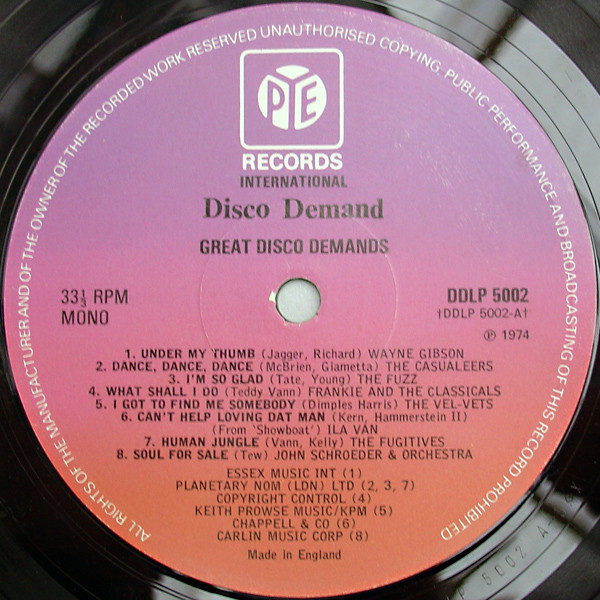 ALL RIGHTS OF THE MANUFACTURER AND OF THE OWNER OF THE RECORDED WORK RESERVED UNAUTHORISED COPYING, PUBLIC PERFORMANCE AND BROADCASTING OF THIS RECORD PROHIBITED
PYE
RECORDS
INTERNATIONAL
Disco Demand
GREAT DISCO DEMANDS
33⅓ RPM
MONO
DDLP 5002
†DDLP 5002-A†
℗ 1974
1. UNDER MY THUMB (Jagger, Richard) WAYNE GIBSON
2. DANCE, DANCE, DANCE (McBrien, Giametta) THE CASUALEERS
3. I'M SO GLAD (Tate, Young) THE FUZZ
4. WHAT SHALL I DO (Teddy Vann) FRANKIE AND THE CLASSICALS
5. I GOT TO FIND ME SOMEBODY (Dimples Harris) THE VEL-VETS
6. CAN'T HELP LOVING DAT MAN (Kern, Hammerstein II)
(From 'Showboat') ILA VAN
7. HUMAN JUNGLE (Vann, Kelly) THE FUGITIVES
8. SOUL FOR SALE (Tew) JOHN SCHROEDER & ORCHESTRA
ESSEX MUSIC INT (1)
PLANETARY NOM (LDN) LTD (2, 3, 7)
COPYRIGHT CONTROL (4)
KEITH PROWSE MUSIC/KPM (5)
CHAPPELL & CO (6)
CARLIN MUSIC CORP (8)
Made in England
LP 5002 A